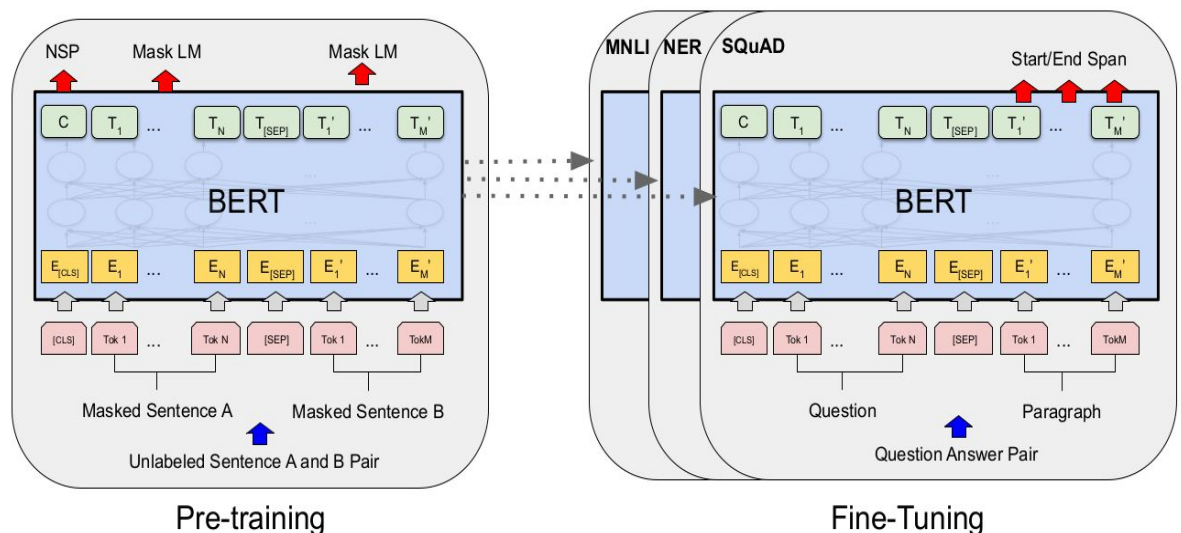 NSP Mask LM Mask LM
C T1 ... TN T[SEP] T1' ... TM'
...
BERT
...
E[CLS] E1 ... EN E[SEP] E1' ... EM'
[CLS] Tok 1 ... Tok N [SEP] Tok 1 ... TokM
Masked Sentence A Masked Sentence B
Unlabeled Sentence A and B Pair
Pre-training
MNLI NER SQuAD
Start/End Span
C T1 ... TN T[SEP] T1' ... TM'
...
BERT
...
E[CLS] E1 ... EN E[SEP] E1' ... EM'
[CLS] Tok 1 ... Tok N [SEP] Tok 1 ... TokM
Question Paragraph
Question Answer Pair
Fine-Tuning